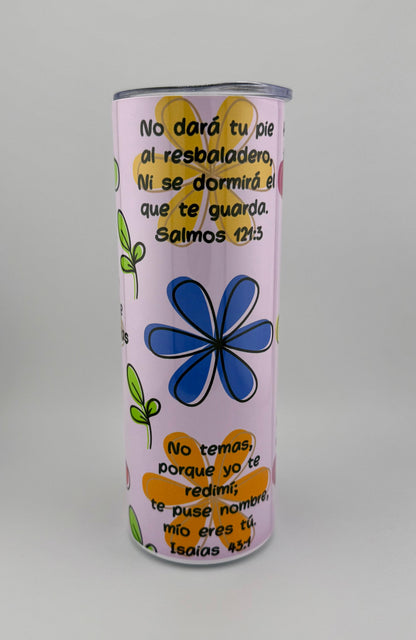 No dará tu pie
al resbaladero,
Ni se dormirá el
que te guarda.
Salmos 121:3
No temas,
porque yo te
redimí;
te puse nombre,
mío eres tú.
Isaias 43:1